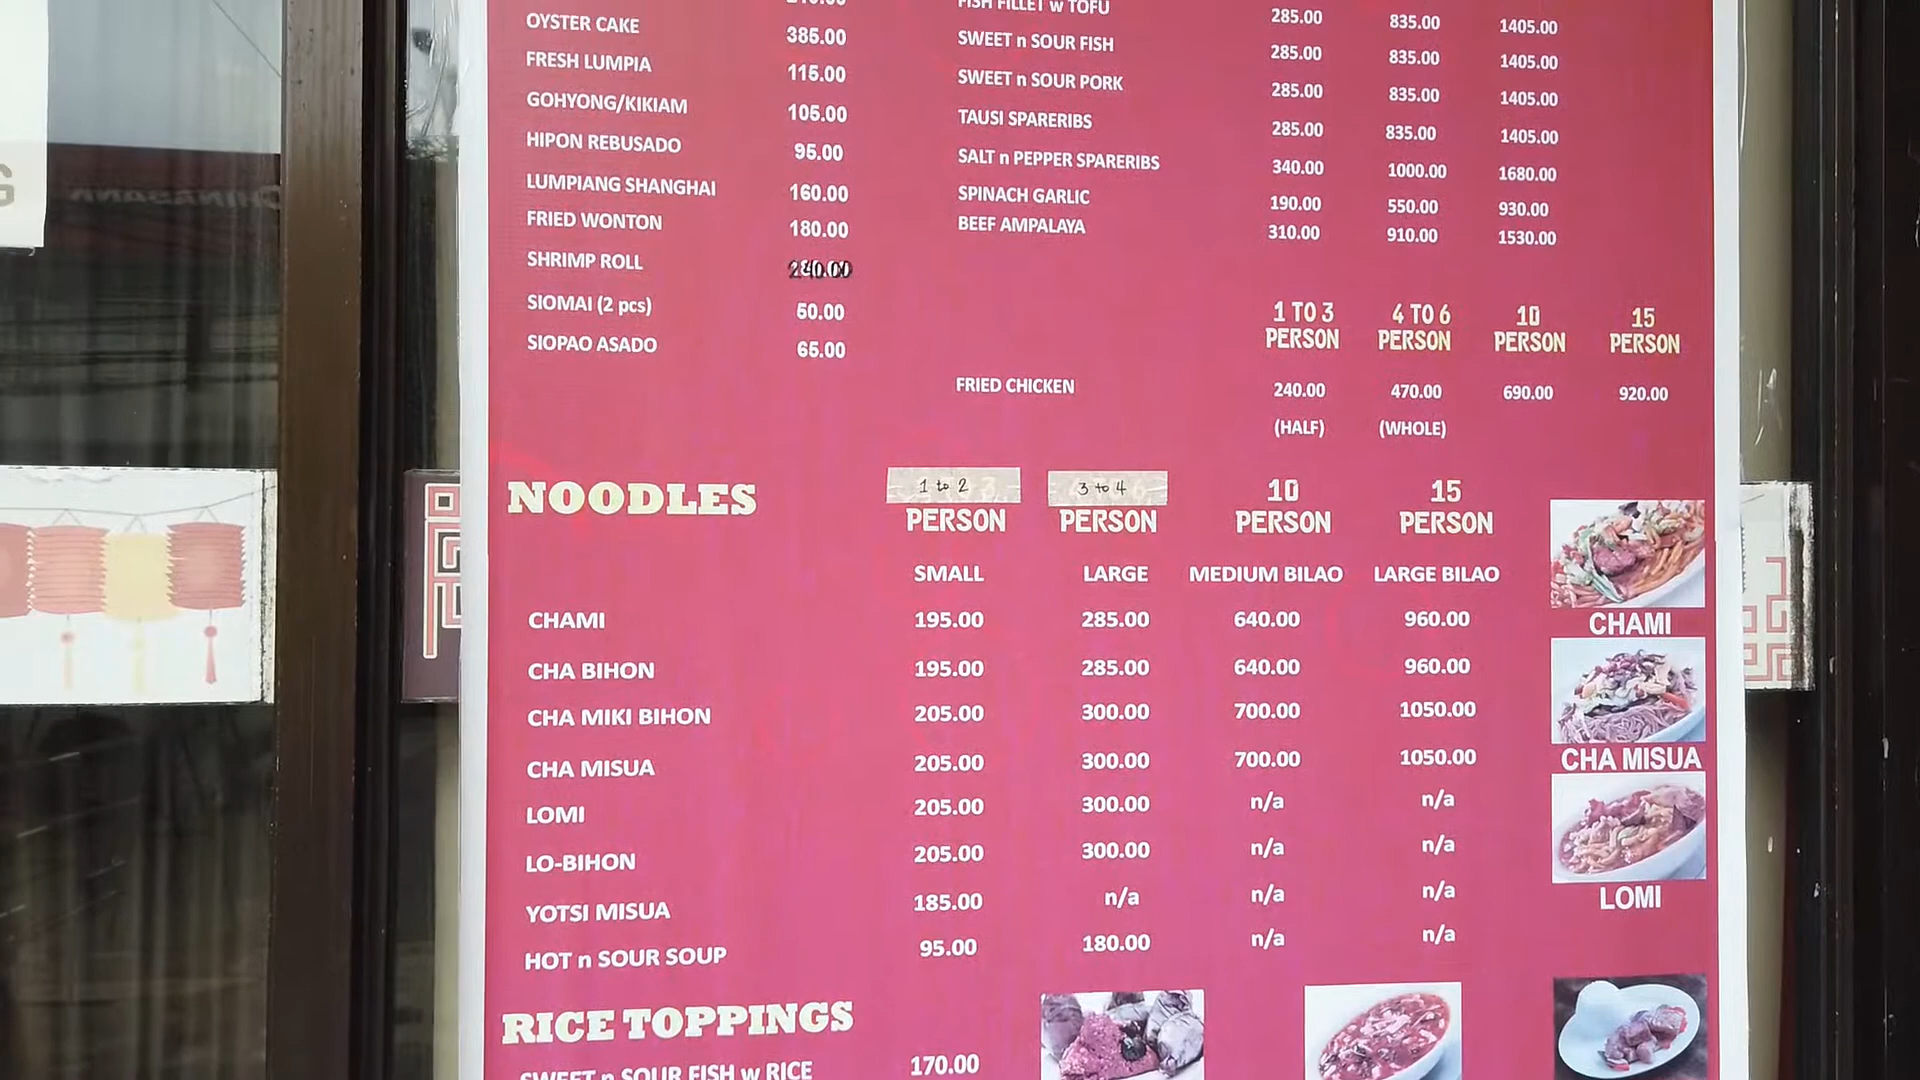 OYSTER CAKE 385.00
FRESH LUMPIA 115.00
GOHYONG/KIKIAM 105.00
HIPON REBUSADO 95.00
LUMPIANG SHANGHAI 160.00
FRIED WONTON 180.00
SHRIMP ROLL
SIOMAI (2 pcs) 50.00
SIOPAO ASADO 65.00
FISH FILLET w TOFU 285.00 835.00 1405.00
SWEET n SOUR FISH 285.00 835.00 1405.00
SWEET n SOUR PORK 285.00 835.00 1405.00
TAUSI SPARERIBS 285.00 835.00 1405.00
SALT n PEPPER SPARERIBS 340.00 1000.00 1680.00
SPINACH GARLIC 190.00 550.00 930.00
BEEF AMPALAYA 310.00 910.00 1530.00
1 TO 3 4 TO 6 10 15
PERSON PERSON PERSON PERSON
FRIED CHICKEN 240.00 470.00 690.00 920.00
(HALF) (WHOLE)
NOODLES 1 to 2 3 to 4 10 15
PERSON PERSON PERSON PERSON
SMALL LARGE MEDIUM BILAO LARGE BILAO
CHAMI 195.00 285.00 640.00 960.00
CHA BIHON 195.00 285.00 640.00 960.00
CHA MIKI BIHON 205.00 300.00 700.00 1050.00
CHA MISUA 205.00 300.00 700.00 1050.00
LOMI 205.00 300.00 n/a n/a
LO-BIHON 205.00 300.00 n/a n/a
YOTSI MISUA 185.00 n/a n/a n/a
HOT n SOUR SOUP 95.00 180.00 n/a n/a
CHAMI
CHA MISUA
LOMI
RICE TOPPINGS
SWEET n SOUR FISH w RICE 170.00